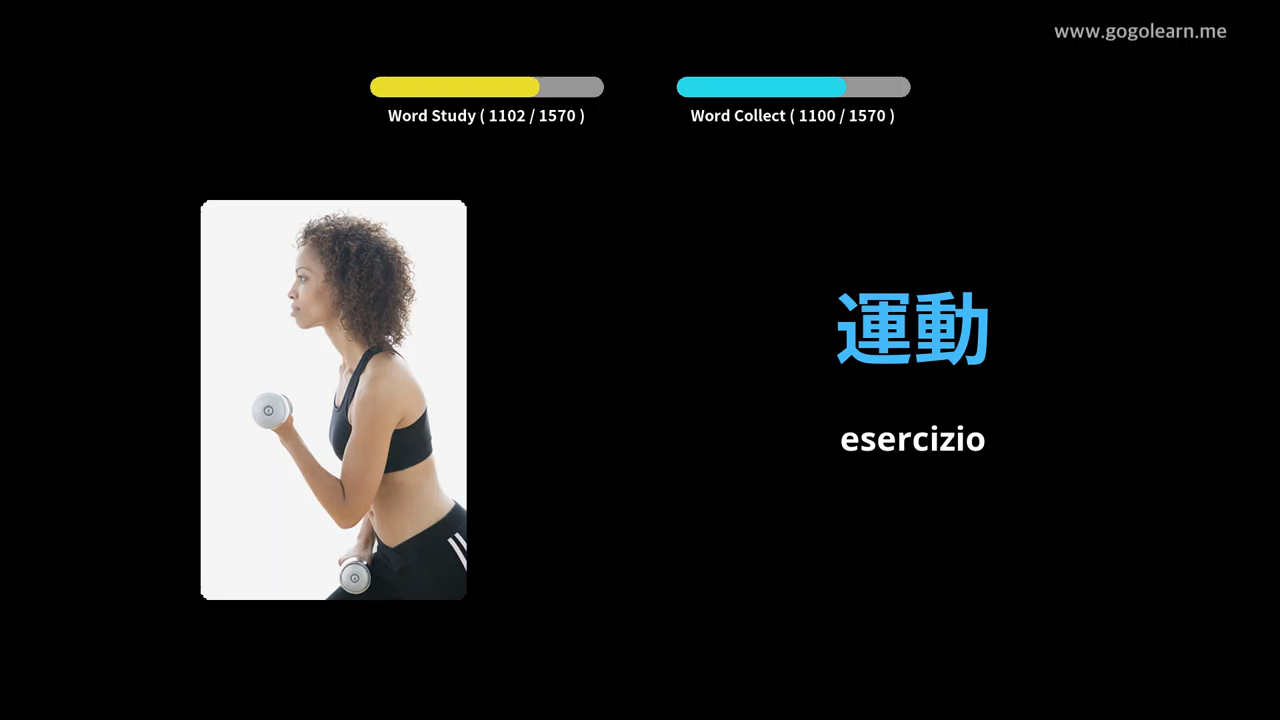 www.gogolearn.me
Word Study ( 1102 / 1570 )
Word Collect ( 1100 / 1570 )
運動
esercizio